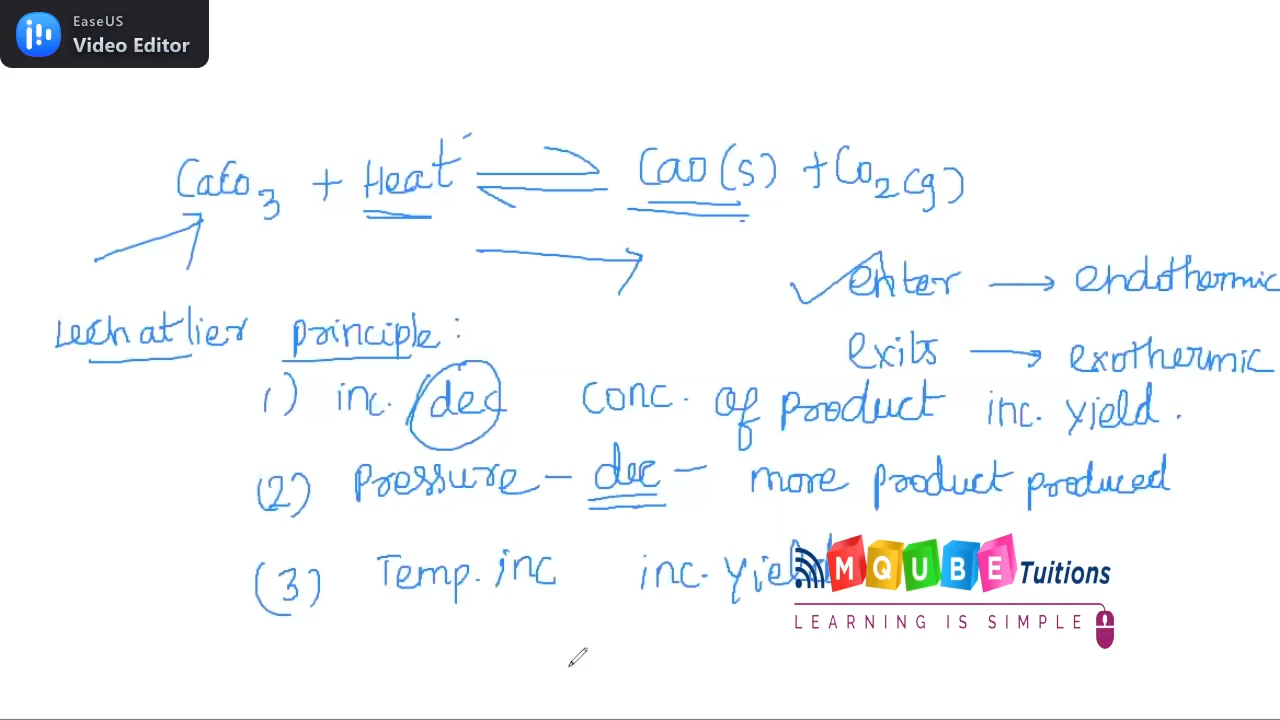 EaseUS
Video Editor
CaCo3 + Heat ⇌ Cao(s) + Co2(g)
enter → endothermic
Lechatlier principle:
exits → exothermic
1) inc. / dec conc. of product inc. yield.
(2) Pressure - dec - more product produced
(3) Temp. inc inc. yield
MQUBE Tuitions
LEARNING IS SIMPLE